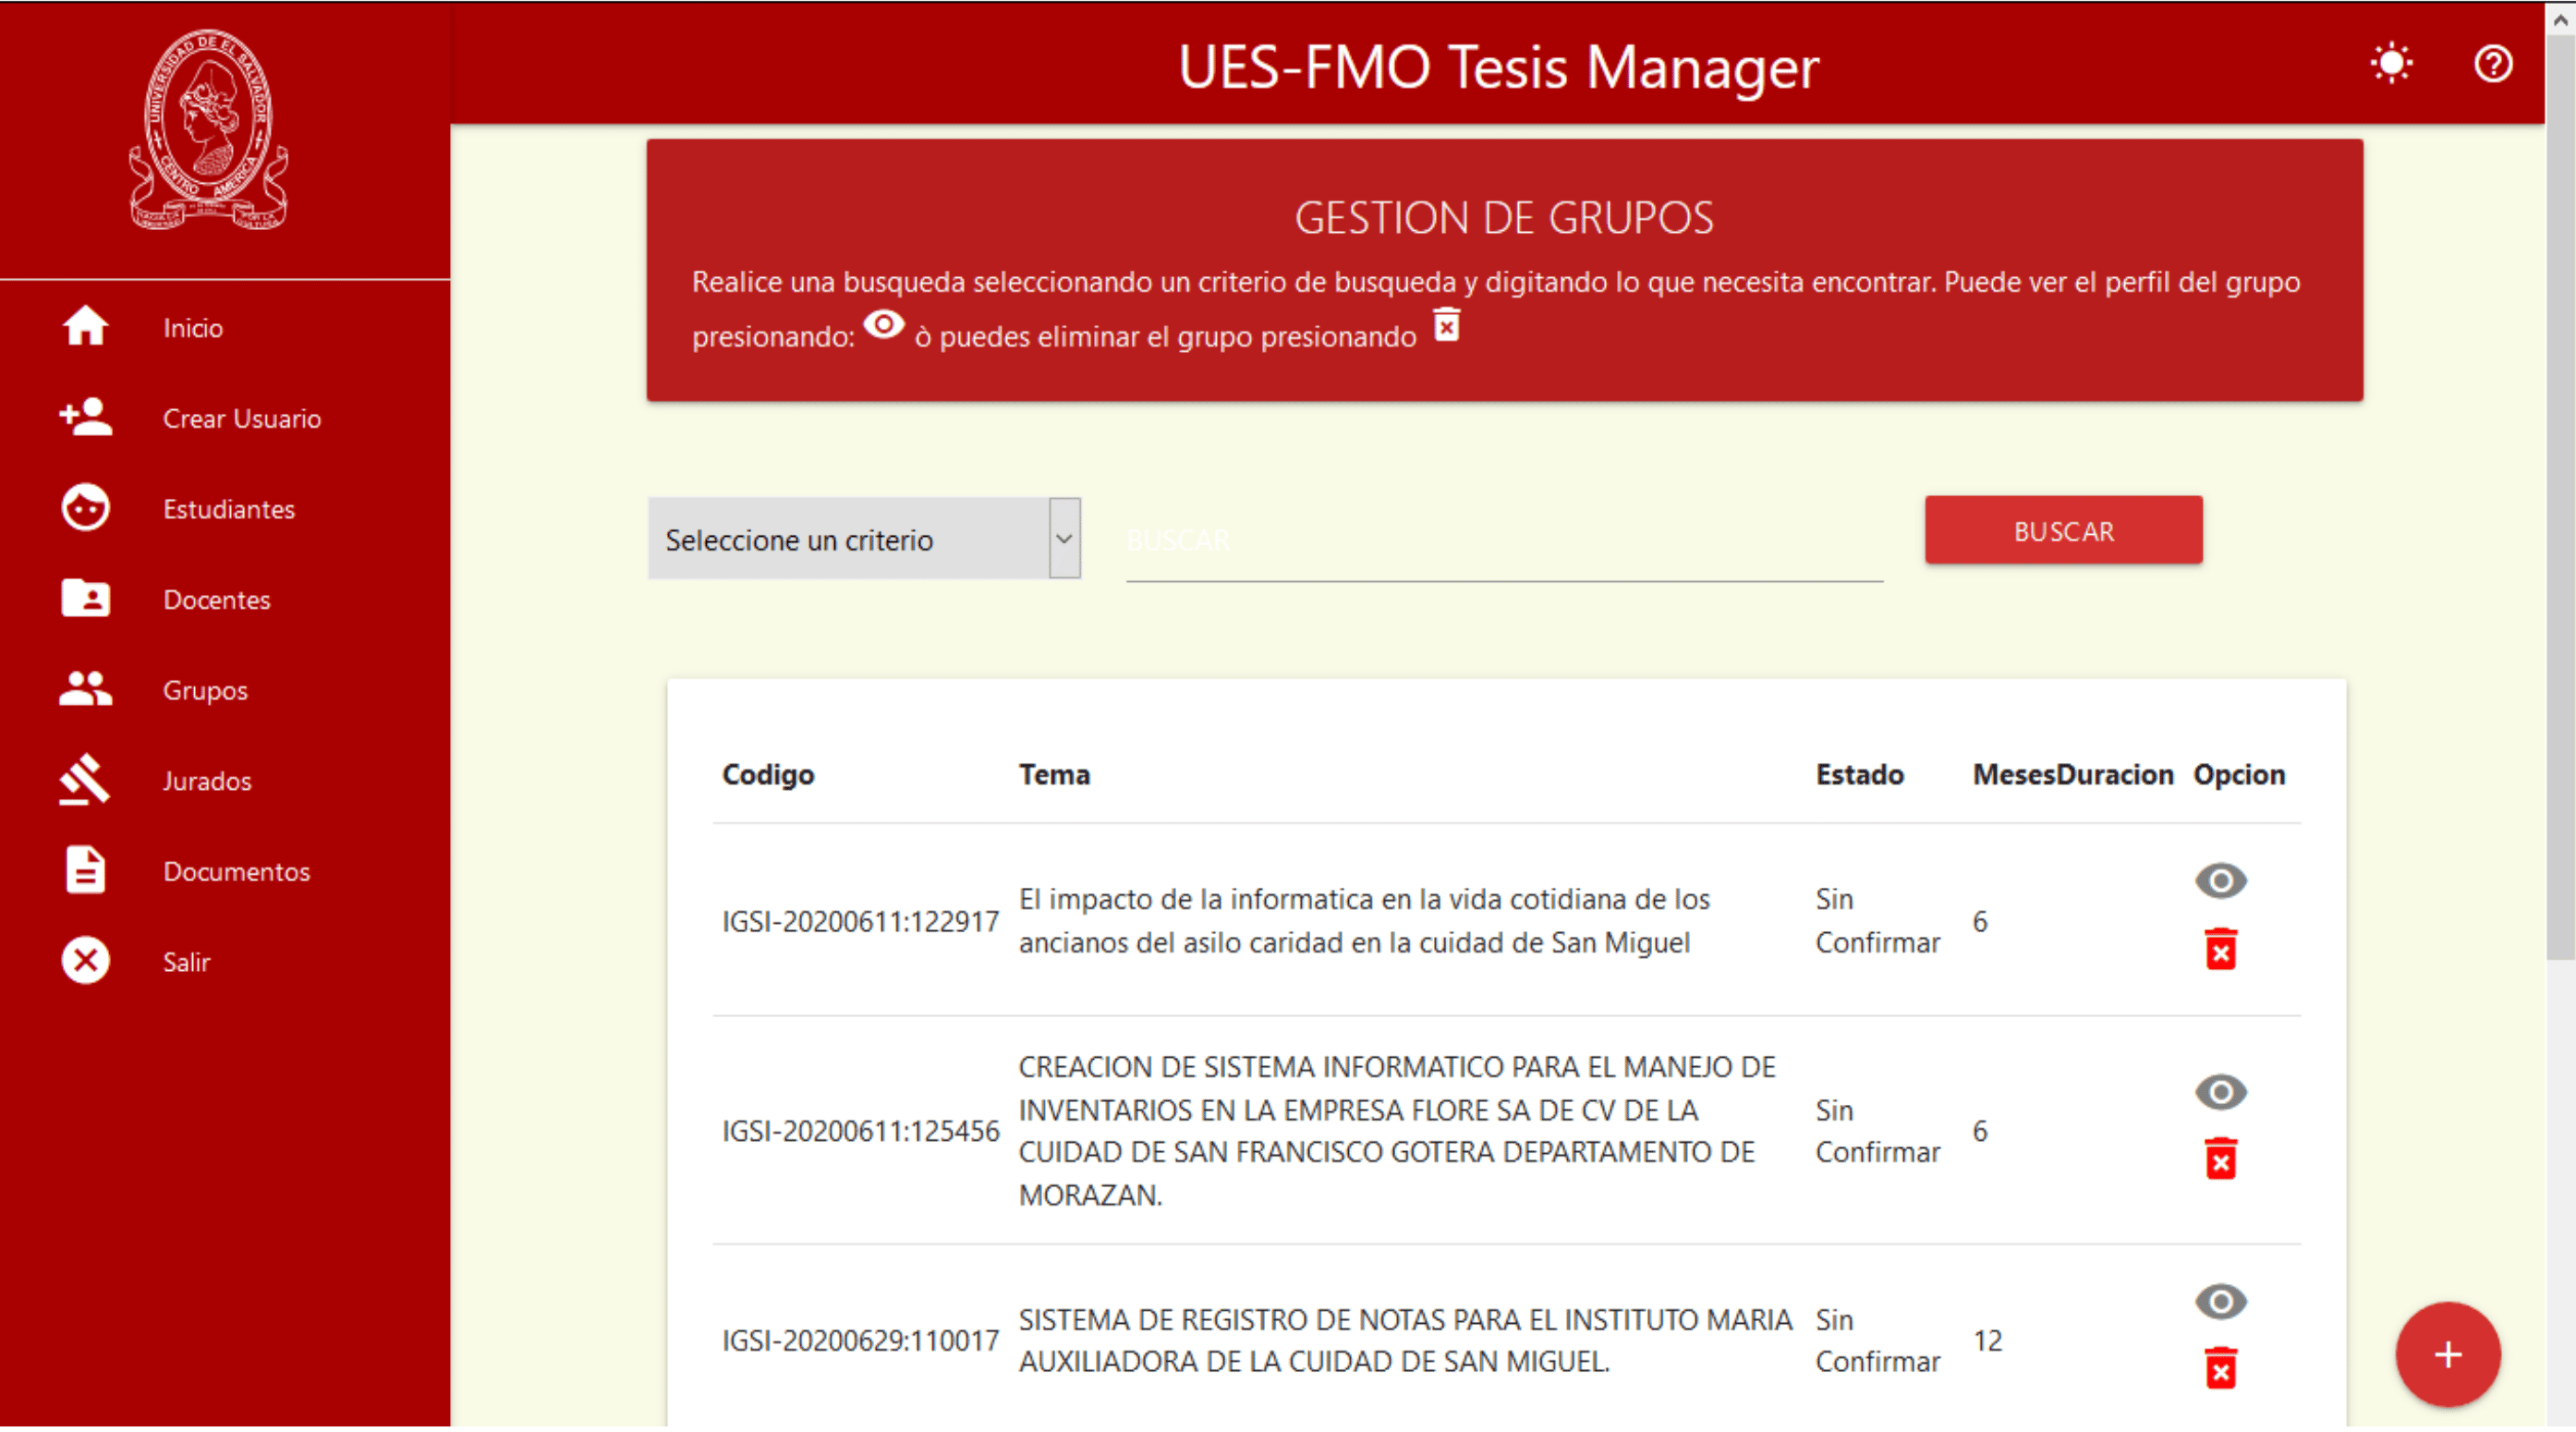 UNIVERSIDAD DE EL SALVADOR
CENTRO AMERICA
HACIA LA LIBERTAD POR LA CULTURA
UES-FMO Tesis Manager
Inicio
Crear Usuario
Estudiantes
Docentes
Grupos
Jurados
Documentos
Salir
GESTION DE GRUPOS
Realice una busqueda seleccionando un criterio de busqueda y digitando lo que necesita encontrar. Puede ver el perfil del grupo
presionando: ò puedes eliminar el grupo presionando
Seleccione un criterio
BUSCAR
BUSCAR
Codigo Tema Estado MesesDuracion Opcion
IGSI-20200611:122917 El impacto de la informatica en la vida cotidiana de los
ancianos del asilo caridad en la cuidad de San Miguel
Sin
Confirmar
6
IGSI-20200611:125456 CREACION DE SISTEMA INFORMATICO PARA EL MANEJO DE
INVENTARIOS EN LA EMPRESA FLORE SA DE CV DE LA
CUIDAD DE SAN FRANCISCO GOTERA DEPARTAMENTO DE
MORAZAN.
Sin
Confirmar
6
IGSI-20200629:110017 SISTEMA DE REGISTRO DE NOTAS PARA EL INSTITUTO MARIA
AUXILIADORA DE LA CUIDAD DE SAN MIGUEL.
Sin
Confirmar
12